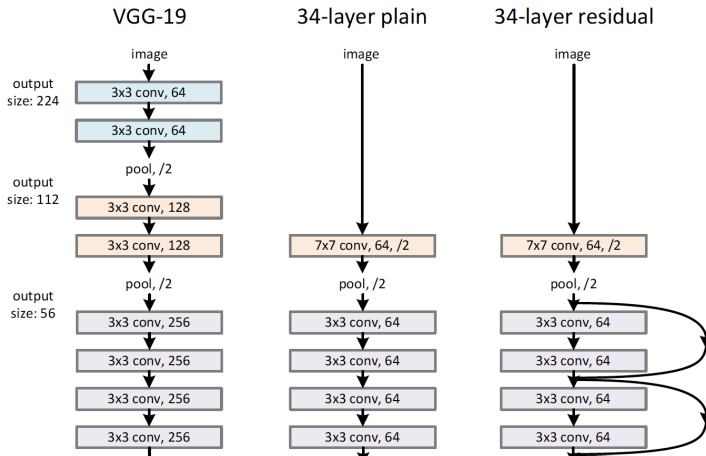 VGG-19
34-layer plain
34-layer residual
image
image
image
output
size: 224
3x3 conv, 64
3x3 conv, 64
pool, /2
output
size: 112
3x3 conv, 128
3x3 conv, 128
7x7 conv, 64, /2
7x7 conv, 64, /2
pool, /2
pool, /2
pool, /2
output
size: 56
3x3 conv, 256
3x3 conv, 64
3x3 conv, 64
3x3 conv, 256
3x3 conv, 64
3x3 conv, 64
3x3 conv, 256
3x3 conv, 64
3x3 conv, 64
3x3 conv, 256
3x3 conv, 64
3x3 conv, 64